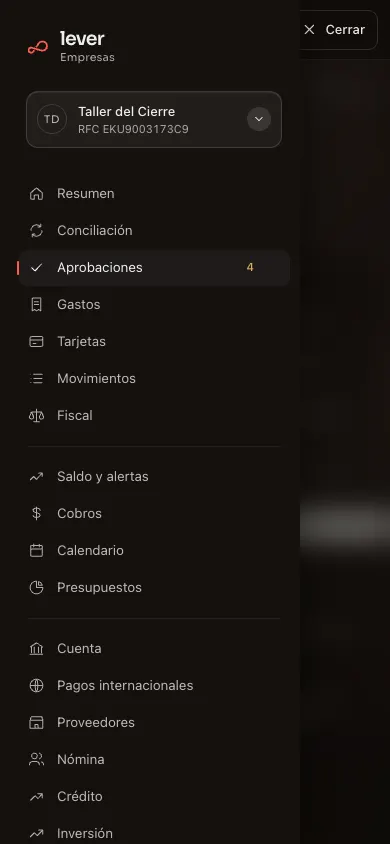 lever
Empresas
Cerrar
TD
Taller del Cierre
RFC EKU9003173C9
Resumen
Conciliación
Aprobaciones 4
Gastos
Tarjetas
Movimientos
Fiscal
Saldo y alertas
Cobros
Calendario
Presupuestos
Cuenta
Pagos internacionales
Proveedores
Nómina
Crédito
Inversión